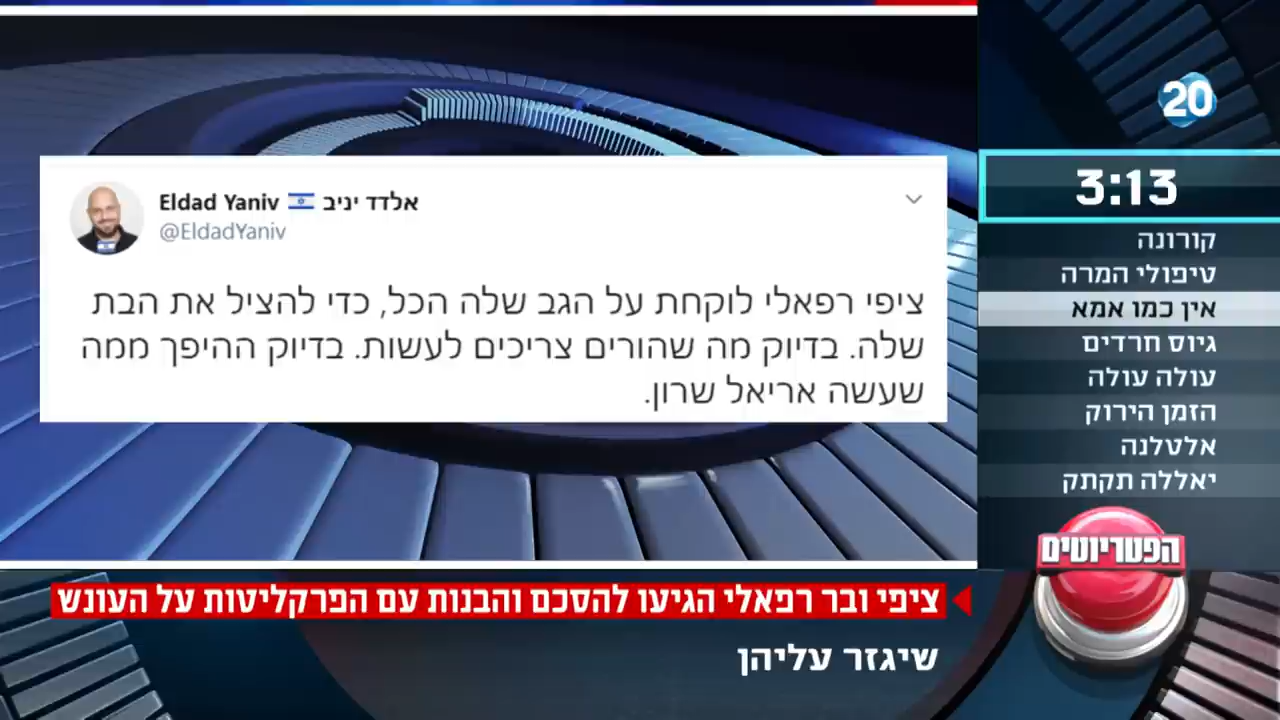 20
3:13
קורונה
טיפולי המרה
אין כמו אמא
גיוס חרדים
עולה עולה
הזמן הירוק
אלטלנה
יאללה תקתק
הפטריוטים
Eldad Yaniv אלדד יניב
@EldadYaniv
ציפי רפאלי לוקחת על הגב שלה הכל, כדי להציל את הבת
שלה. בדיוק מה שהורים צריכים לעשות. בדיוק ההיפך ממה
שעשה אריאל שרון.
ציפי ובר רפאלי הגיעו להסכם והבנות עם הפרקליטות על העונש
שיגזר עליהן